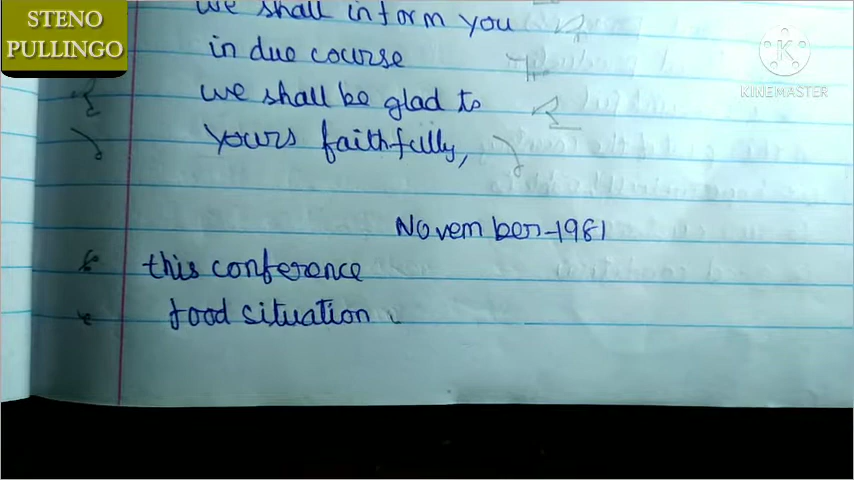 STENO
PULLINGO
KINEMASTER
we shall inform you
in due course
we shall be glad to
yours faithfully,
November-1981
this conference
food situation